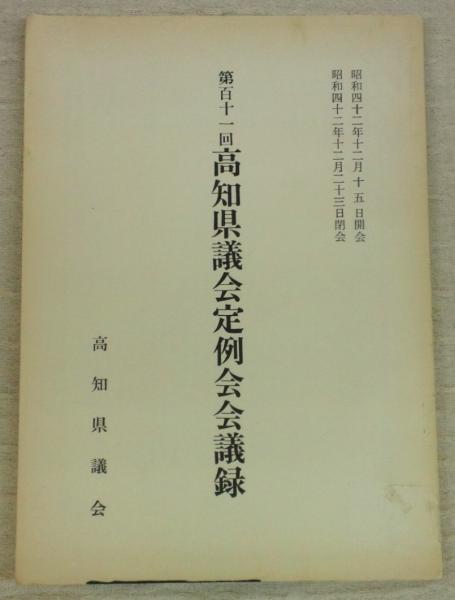 昭和四十二年十二月十五日開会
昭和四十二年十二月二十三日閉会
第百十一回高知県議会定例会会議録
高知県議会